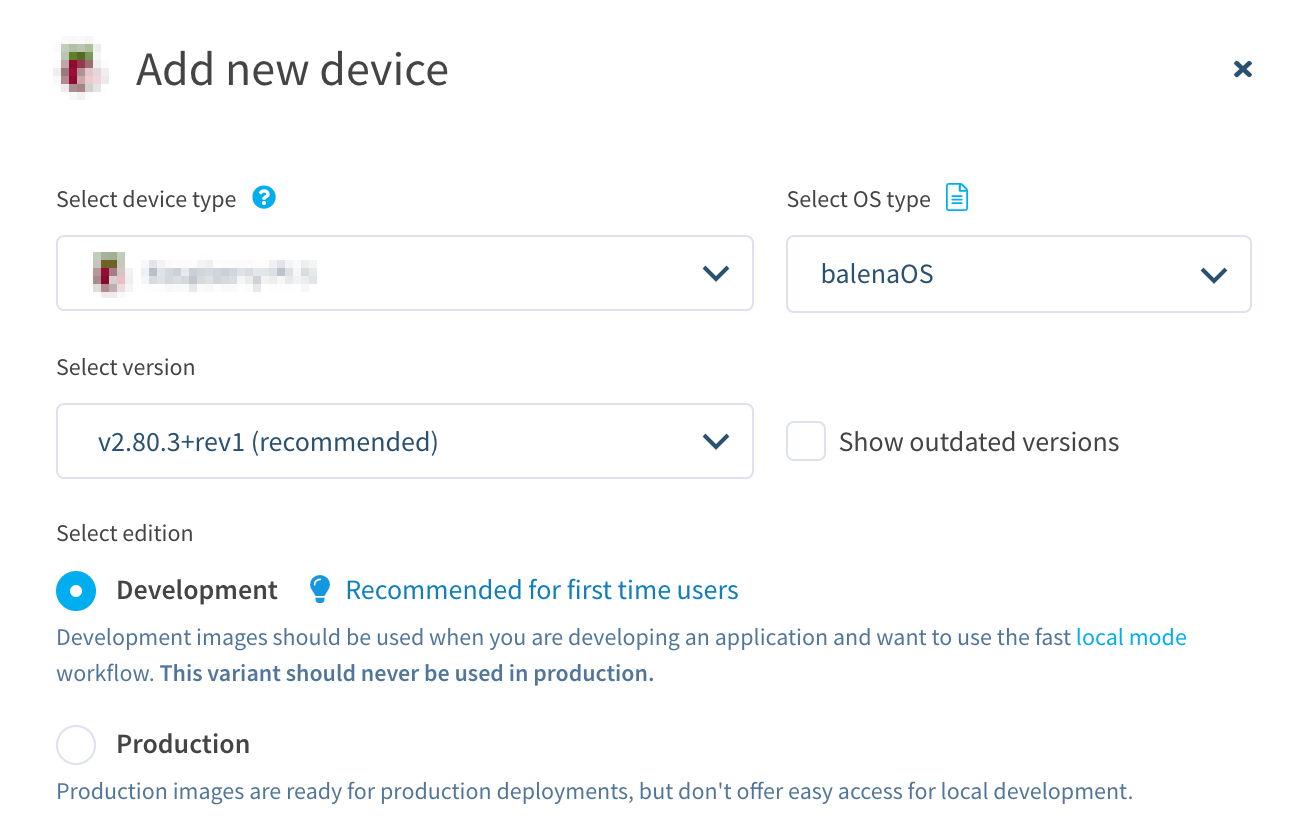 Add new device
Select device type
Select OS type
balenaOS
Select version
v2.80.3+rev1 (recommended)
Show outdated versions
Select edition
Development
Recommended for first time users
Development images should be used when you are developing an application and want to use the fast local mode
workflow. This variant should never be used in production.
Production
Production images are ready for production deployments, but don't offer easy access for local development.